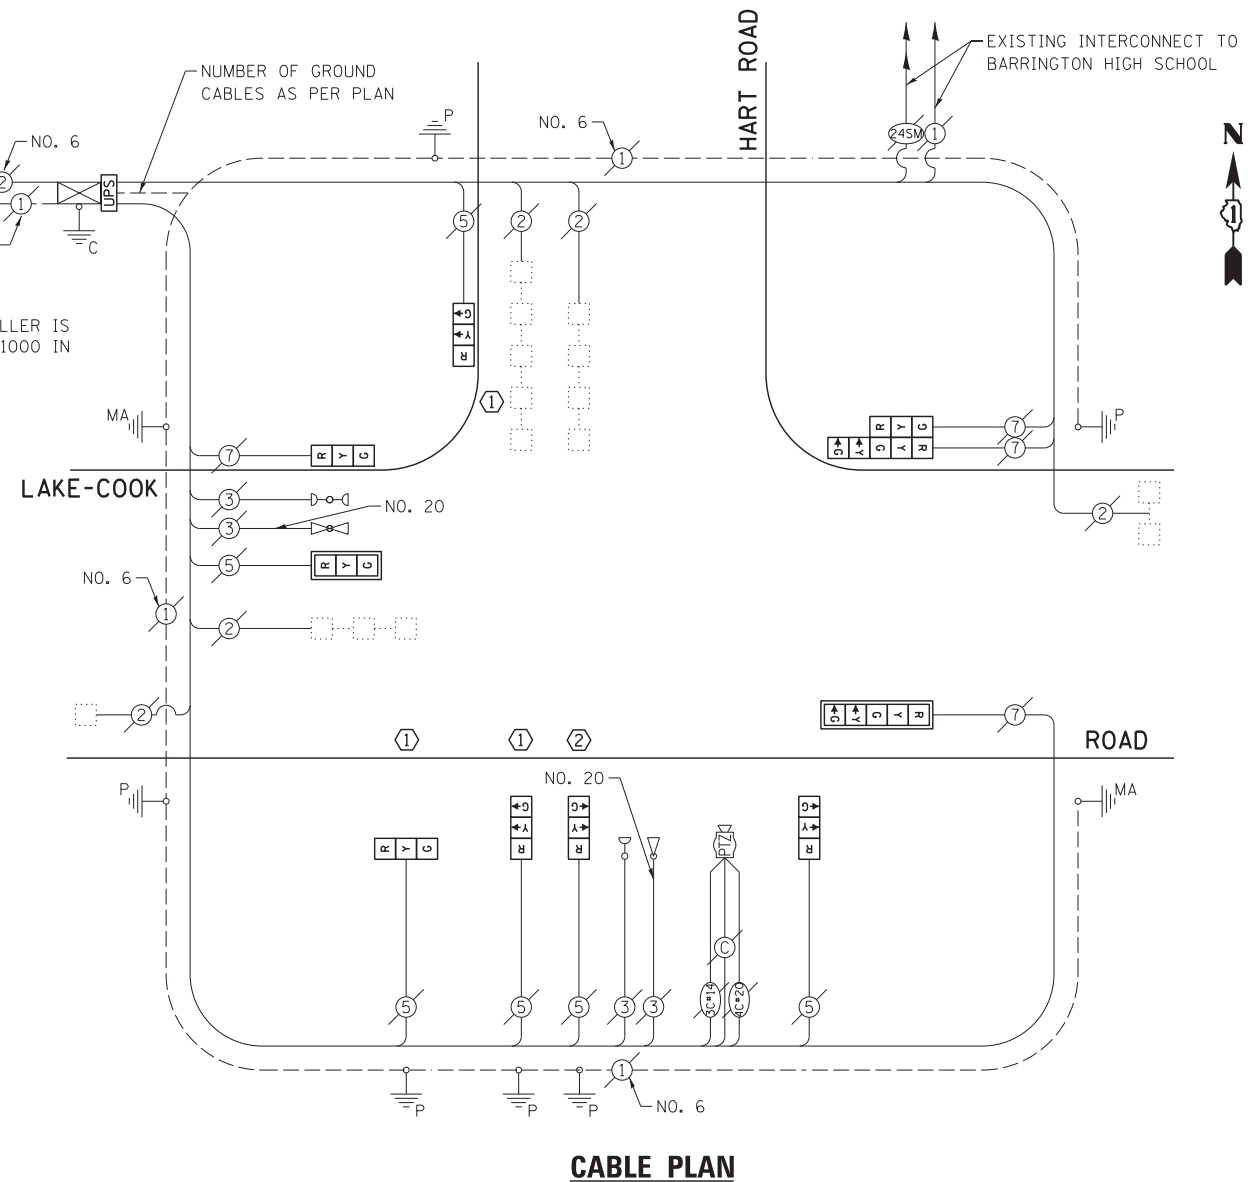 HART ROAD
EXISTING INTERCONNECT TO
BARRINGTON HIGH SCHOOL
NUMBER OF GROUND
CABLES AS PER PLAN
P
NO. 6
1
24SM
1
N
1
NO. 6
2
1
UPS
C
5
2
2
G
Y
R
LLER IS
1000 IN
1
MA
P
7
R Y G
R Y G
7
G Y G Y R
7
LAKE-COOK
3
NO. 20
3
2
5
R Y G
NO. 6
1
2
2
G Y G Y R
7
1
1
2
ROAD
P
NO. 20
MA
G
Y
R
G
Y
R
G
Y
R
R Y G
PTZ
C
5
5
5
3
3
3C#14
4C#20
5
1
P
P
P
NO. 6
CABLE PLAN